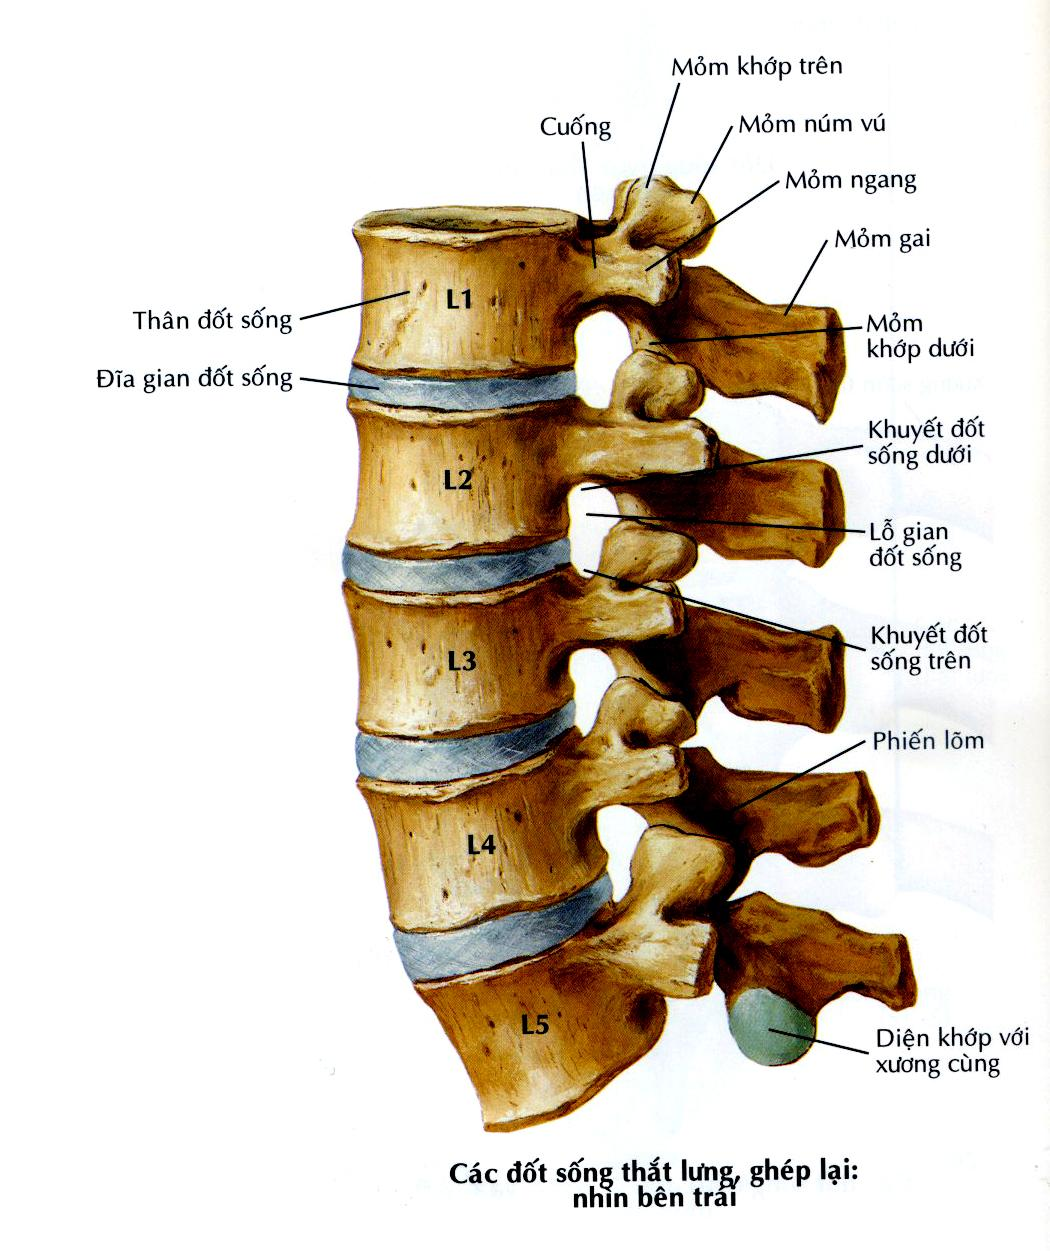 Mỏm khớp trên
Cuống
Mỏm núm vú
Mỏm ngang
Mỏm gai
Thân đốt sống
L1
Mỏm
khớp dưới
Đĩa gian đốt sống
Khuyết đốt
sống dưới
L2
Lỗ gian
đốt sống
Khuyết đốt
sống trên
L3
Phiến lõm
L4
L5
Diện khớp với
xương cùng
Các đốt sống thắt lưng, ghép lại:
nhìn bên trái